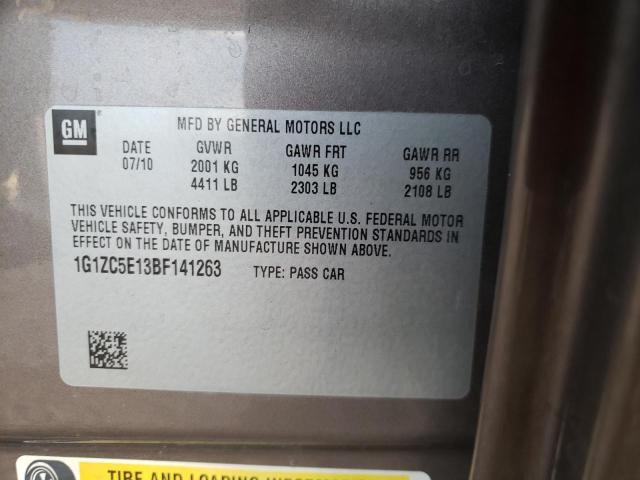 GM
MFD BY GENERAL MOTORS LLC
DATE GVWR GAWR FRT GAWR RR
07/10 2001 KG 1045 KG 956 KG
4411 LB 2303 LB 2108 LB
THIS VEHICLE CONFORMS TO ALL APPLICABLE U.S. FEDERAL MOTOR
VEHICLE SAFETY, BUMPER, AND THEFT PREVENTION STANDARDS IN
EFFECT ON THE DATE OF MANUFACTURE SHOWN ABOVE.
1G1ZC5E13BF141263 TYPE: PASS CAR
TIRE AND LOADING